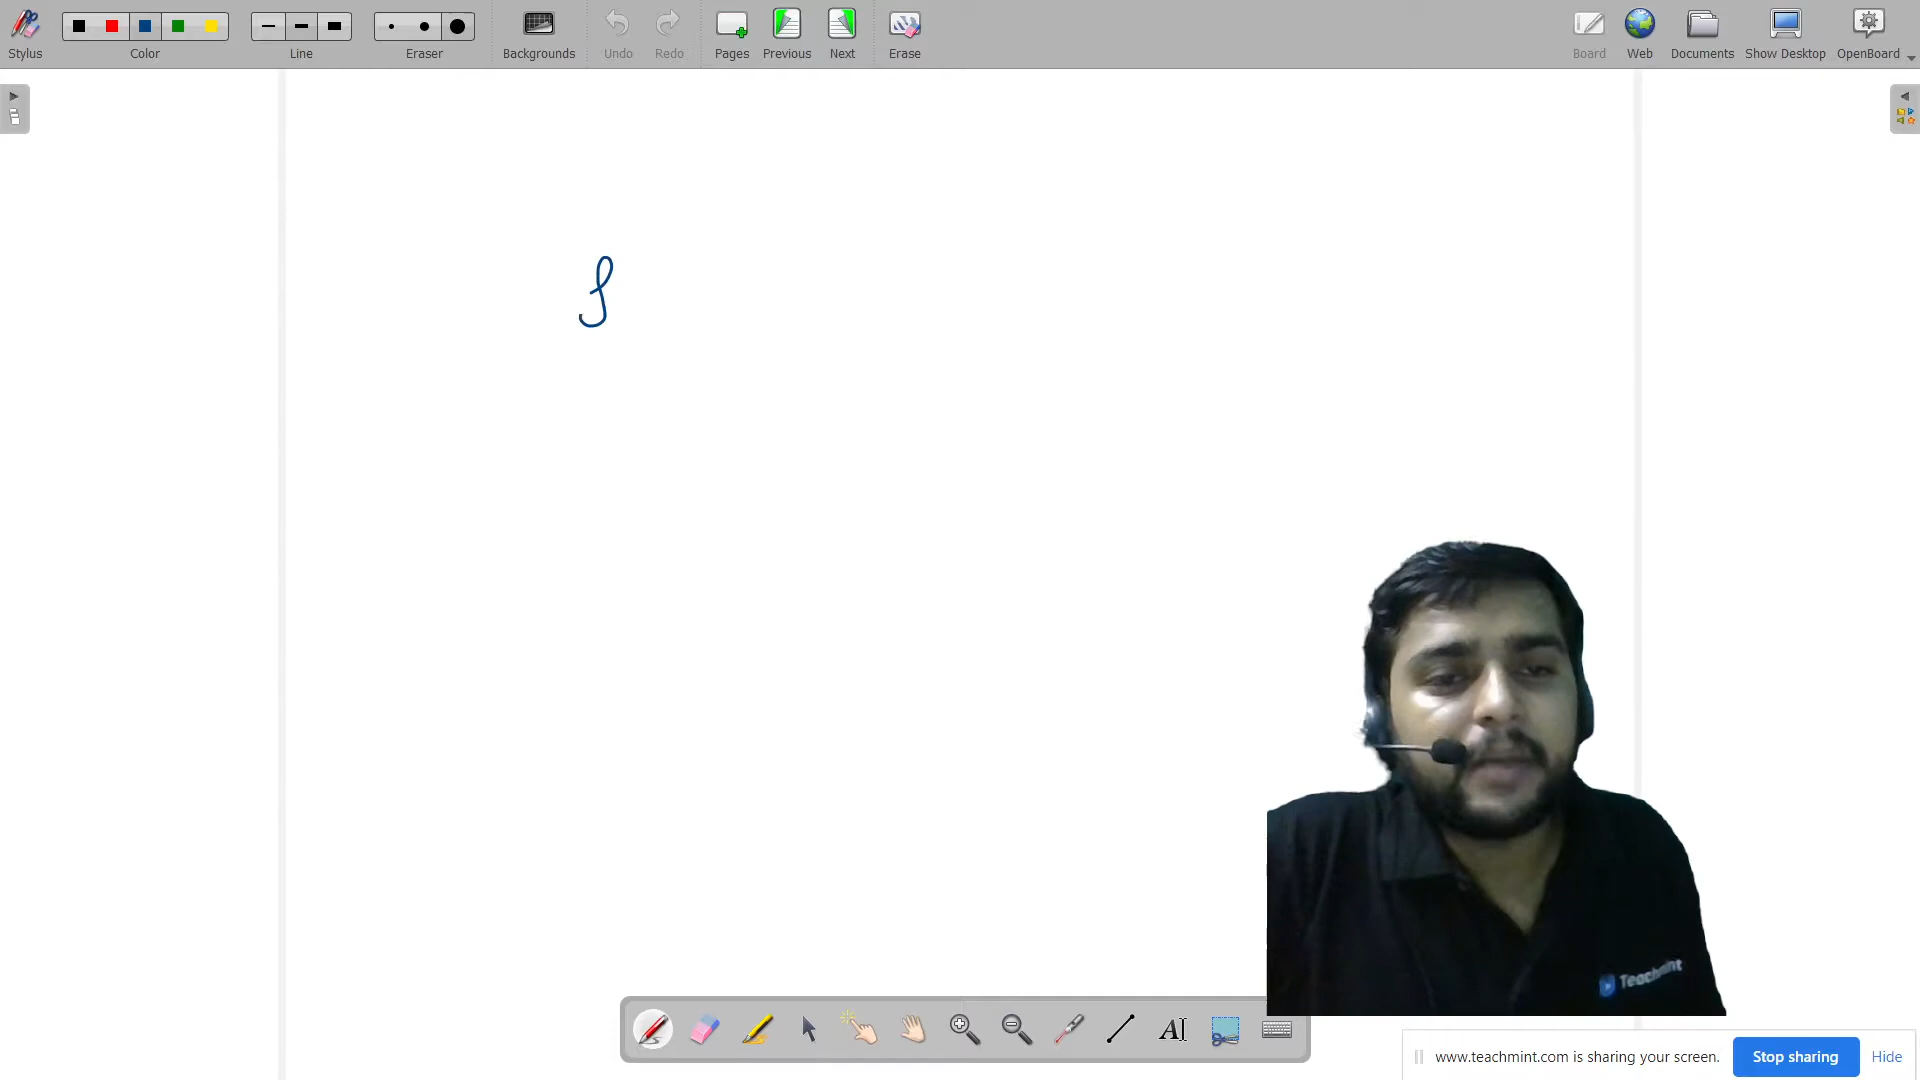 Stylus Color Line Eraser Backgrounds Undo Redo Pages Previous Next Erase Board Web Documents Show Desktop OpenBoard
Teachmint
www.teachmint.com is sharing your screen. Stop sharing Hide